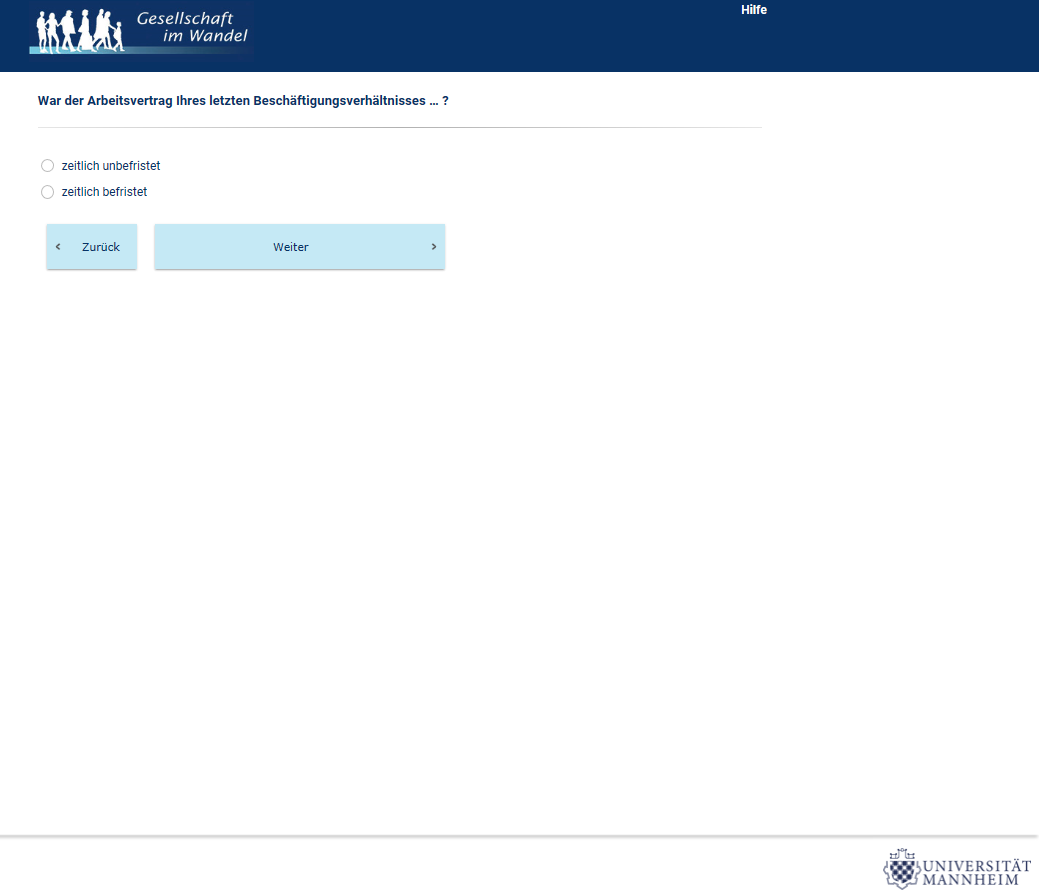 Gesellschaft
im Wandel
Hilfe
War der Arbeitsvertrag Ihres letzten Beschäftigungsverhältnisses ... ?
zeitlich unbefristet
zeitlich befristet
‹ Zurück
Weiter ›
UNIVERSITÄT
MANNHEIM